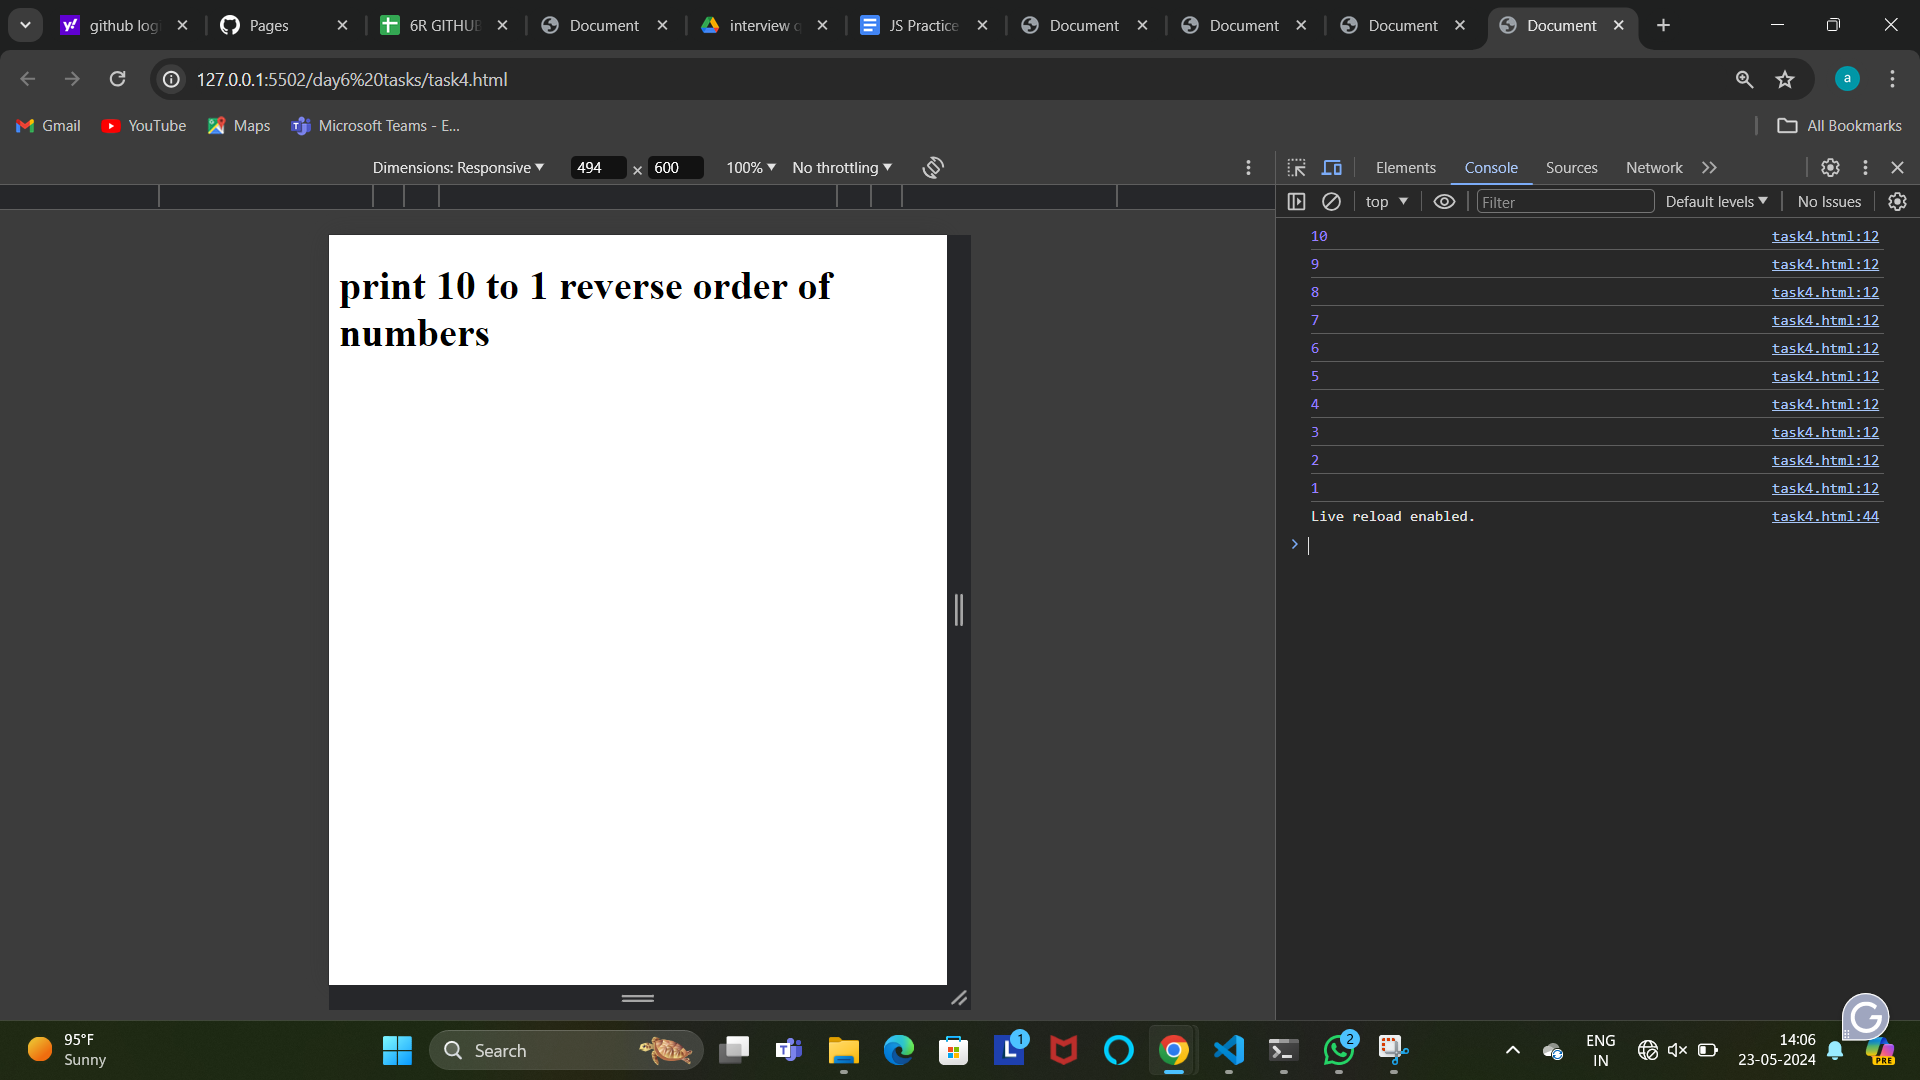 github logi
Pages
6R GITHUB
Document
interview q
JS Practice
Document
Document
Document
Document
127.0.0.1:5502/day6%20tasks/task4.html
a
Gmail
YouTube
Maps
Microsoft Teams - E...
All Bookmarks
Dimensions: Responsive
494
×
600
100%
No throttling
Elements
Console
Sources
Network
top
Filter
Default levels
No Issues
print 10 to 1 reverse order of
numbers
10 task4.html:12
9 task4.html:12
8 task4.html:12
7 task4.html:12
6 task4.html:12
5 task4.html:12
4 task4.html:12
3 task4.html:12
2 task4.html:12
1 task4.html:12
Live reload enabled. task4.html:44
95°F
Sunny
Search
L
1
2
ENG
IN
14:06
23-05-2024
PRE
G